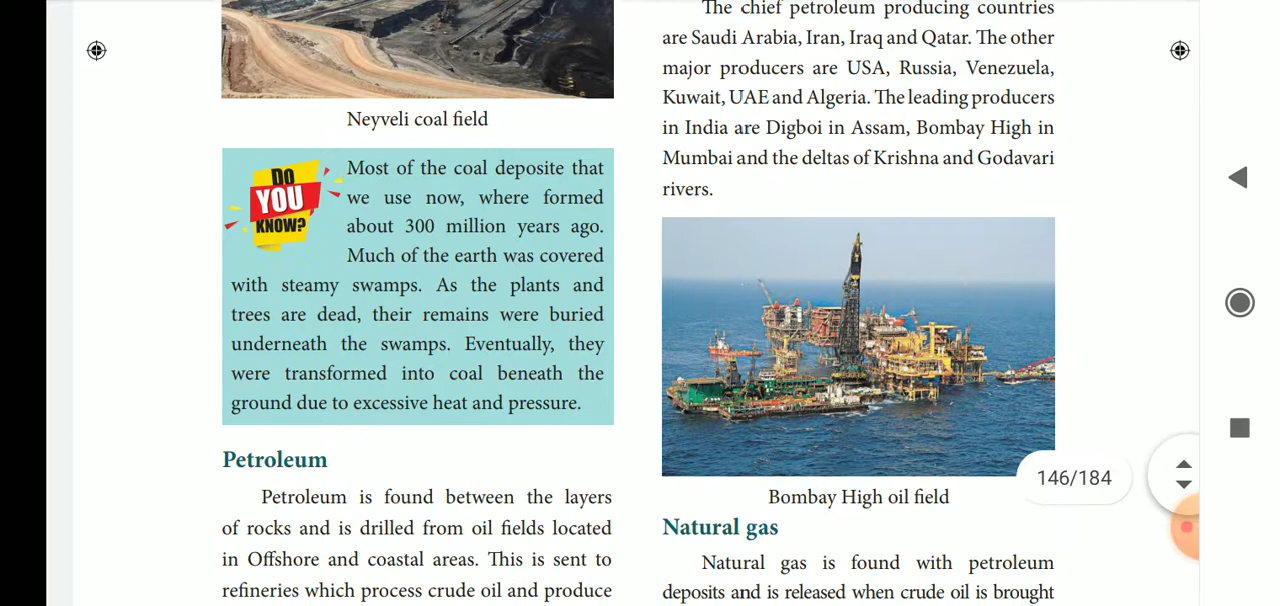 Neyveli coal field
DO
YOU
KNOW?
Most of the coal deposite that
we use now, where formed
about 300 million years ago.
Much of the earth was covered
with steamy swamps. As the plants and
trees are dead, their remains were buried
underneath the swamps. Eventually, they
were transformed into coal beneath the
ground due to excessive heat and pressure.
Petroleum
Petroleum is found between the layers
of rocks and is drilled from oil fields located
in Offshore and coastal areas. This is sent to
refineries which process crude oil and produce
The chief petroleum producing countries
are Saudi Arabia, Iran, Iraq and Qatar. The other
major producers are USA, Russia, Venezuela,
Kuwait, UAE and Algeria. The leading producers
in India are Digboi in Assam, Bombay High in
Mumbai and the deltas of Krishna and Godavari
rivers.
Bombay High oil field
Natural gas
Natural gas is found with petroleum
deposits and is released when crude oil is brought
146/184